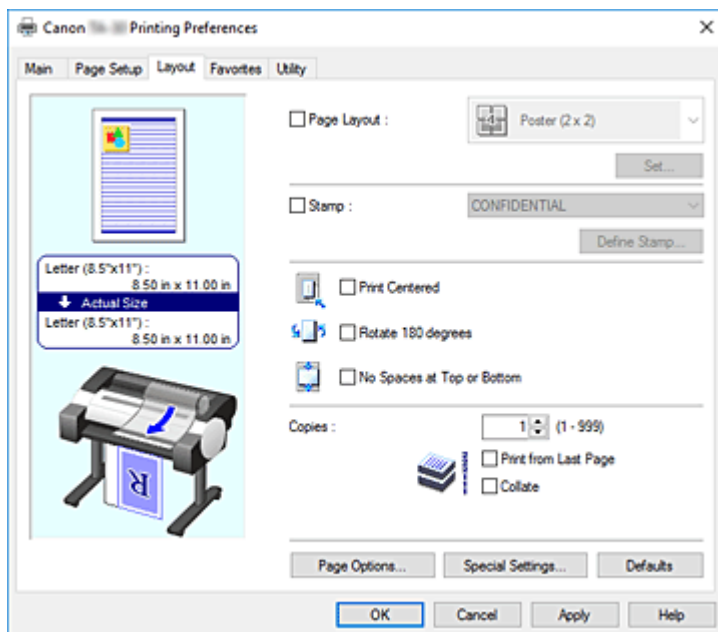 Canon Printing Preferences
Main Page Setup Layout Favorites Utility
Page Layout :
4 Poster (2 x 2)
Set...
Stamp :
CONFIDENTIAL
Define Stamp...
Letter (8.5"x11") :
8.50 in x 11.00 in
Actual Size
Letter (8.5"x11") :
8.50 in x 11.00 in
Print Centered
Rotate 180 degrees
No Spaces at Top or Bottom
R
Copies :
1 (1 - 999)
Print from Last Page
Collate
Page Options... Special Settings... Defaults
OK Cancel Apply Help